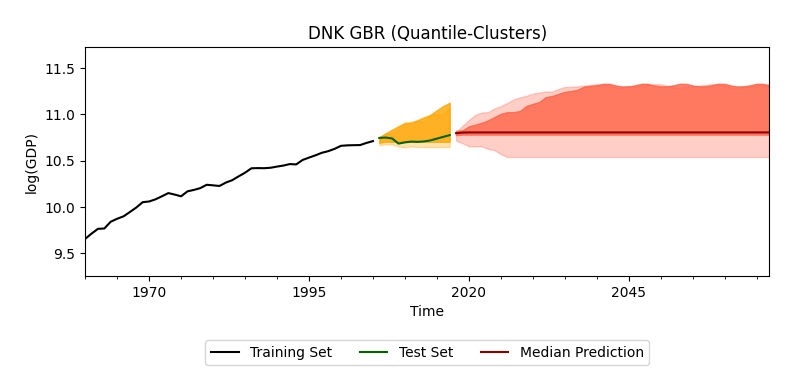 DNK GBR (Quantile-Clusters)
11.5
11.0
10.5
10.0
9.5
log(GDP)
1970
1995
2020
2045
Time
Training Set
Test Set
Median Prediction